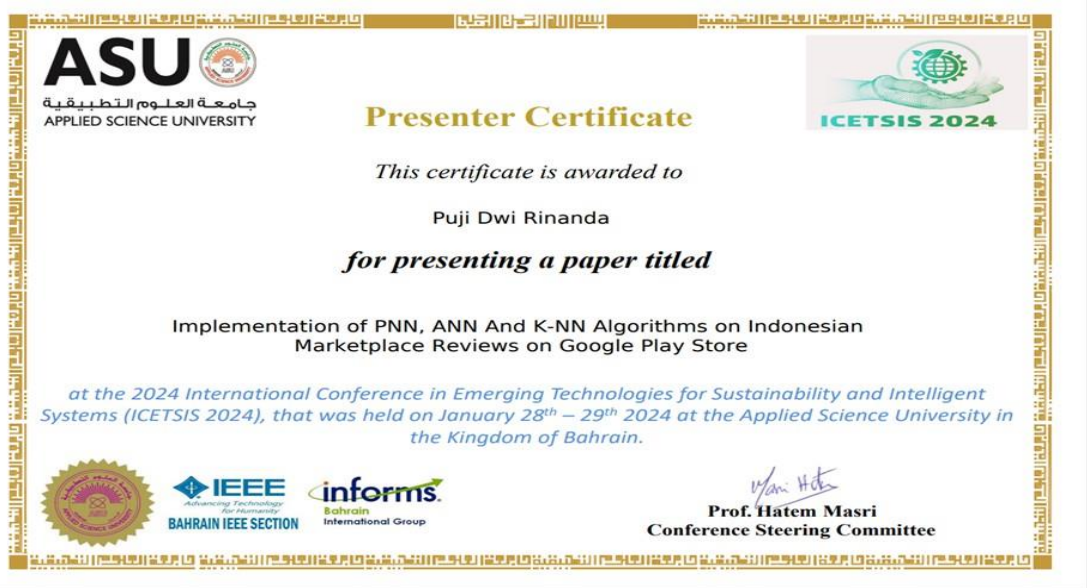 ASU
جامعة العلوم التطبيقية
APPLIED SCIENCE UNIVERSITY
ICETSIS 2024
Presenter Certificate
This certificate is awarded to
Puji Dwi Rinanda
for presenting a paper titled
Implementation of PNN, ANN And K-NN Algorithms on Indonesian
Marketplace Reviews on Google Play Store
at the 2024 International Conference in Emerging Technologies for Sustainability and Intelligent
Systems (ICETSIS 2024), that was held on January 28th – 29th 2024 at the Applied Science University in
the Kingdom of Bahrain.
IEEE
Advancing Technology
for Humanity
BAHRAIN IEEE SECTION
informs.
Bahrain
International Group
Prof. Hatem Masri
Conference Steering Committee